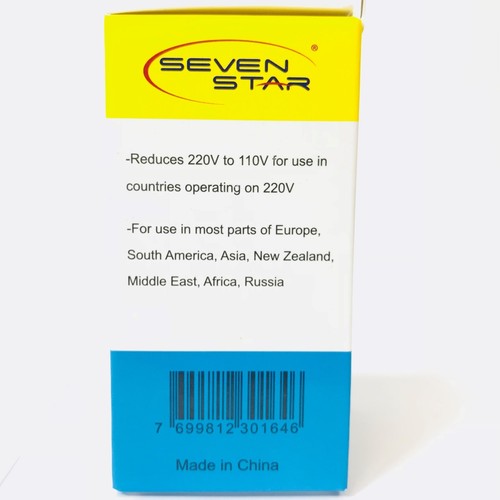 SEVEN ®
STAR
-Reduces 220V to 110V for use in
countries operating on 220V
-For use in most parts of Europe,
South America, Asia, New Zealand,
Middle East, Africa, Russia
7 699812 301646
Made in China